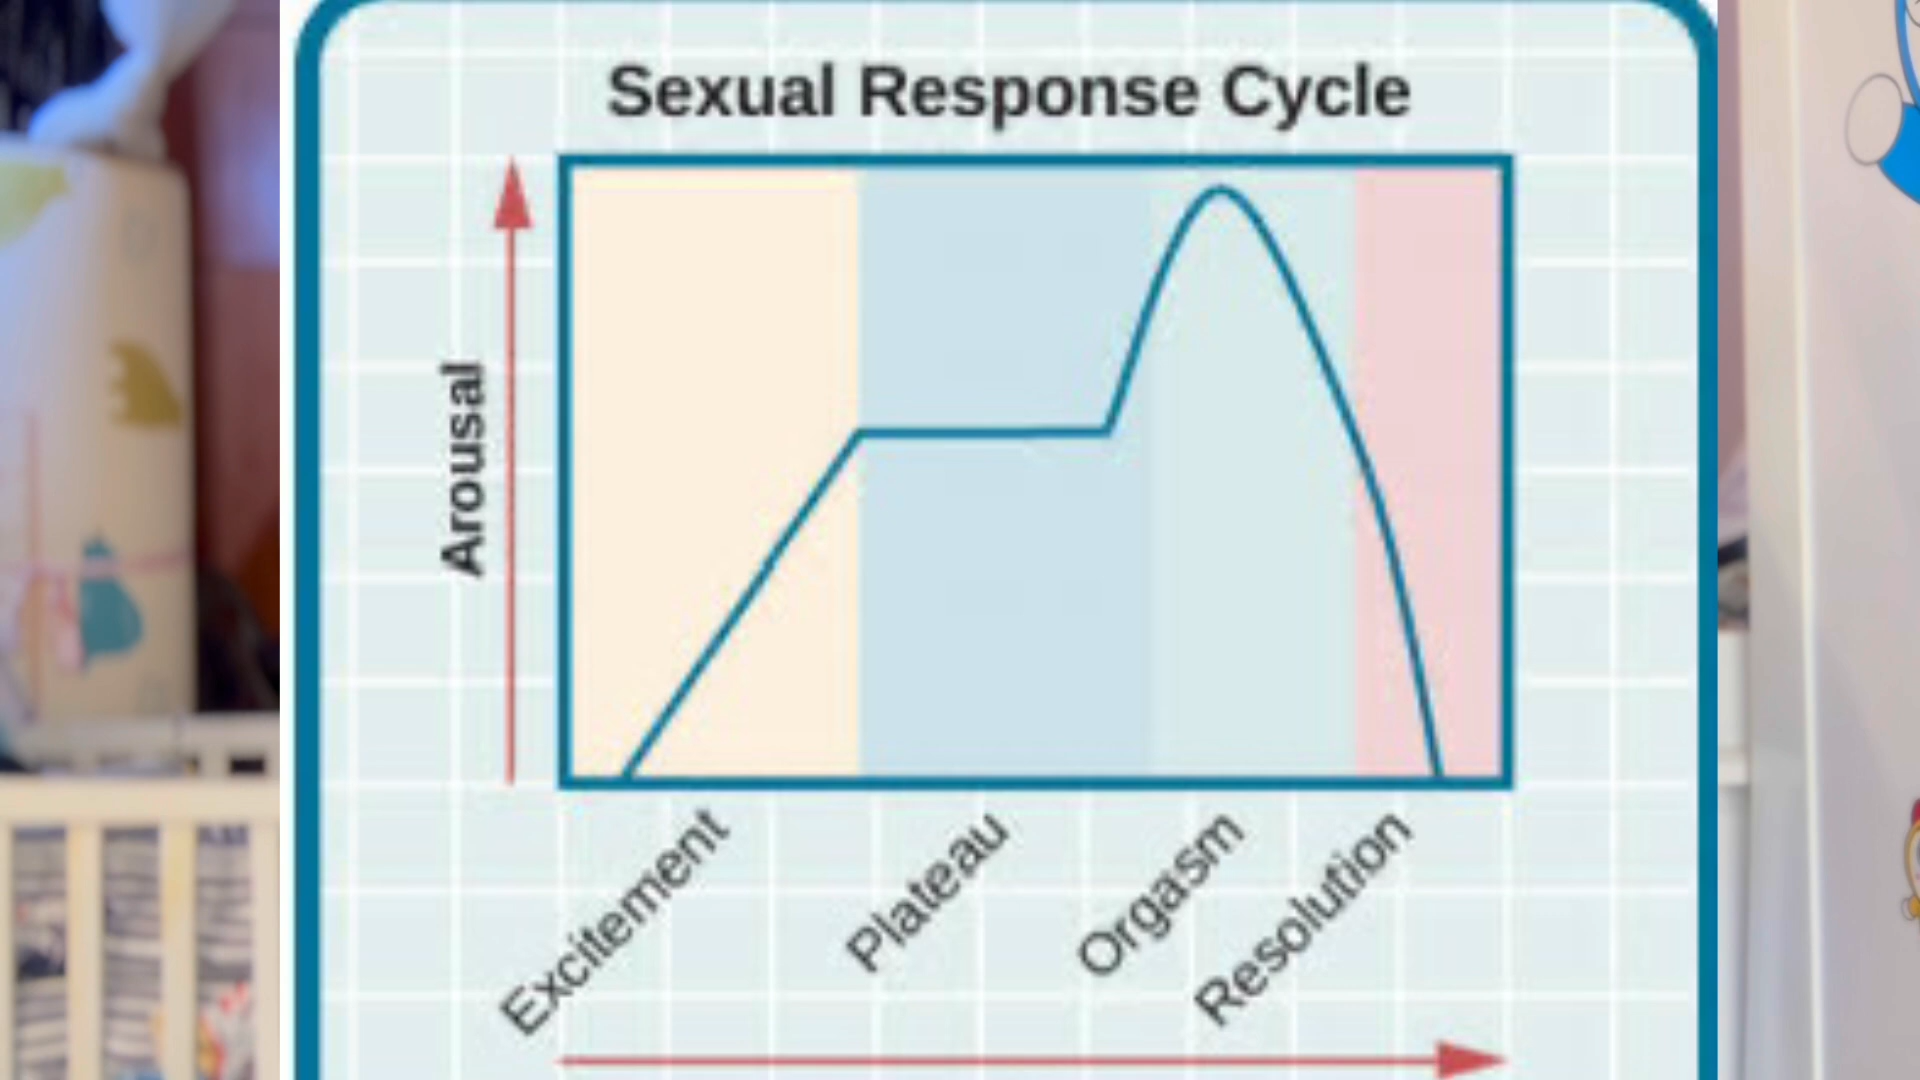 Sexual Response Cycle
Arousal
Excitement
Plateau
Orgasm
Resolution